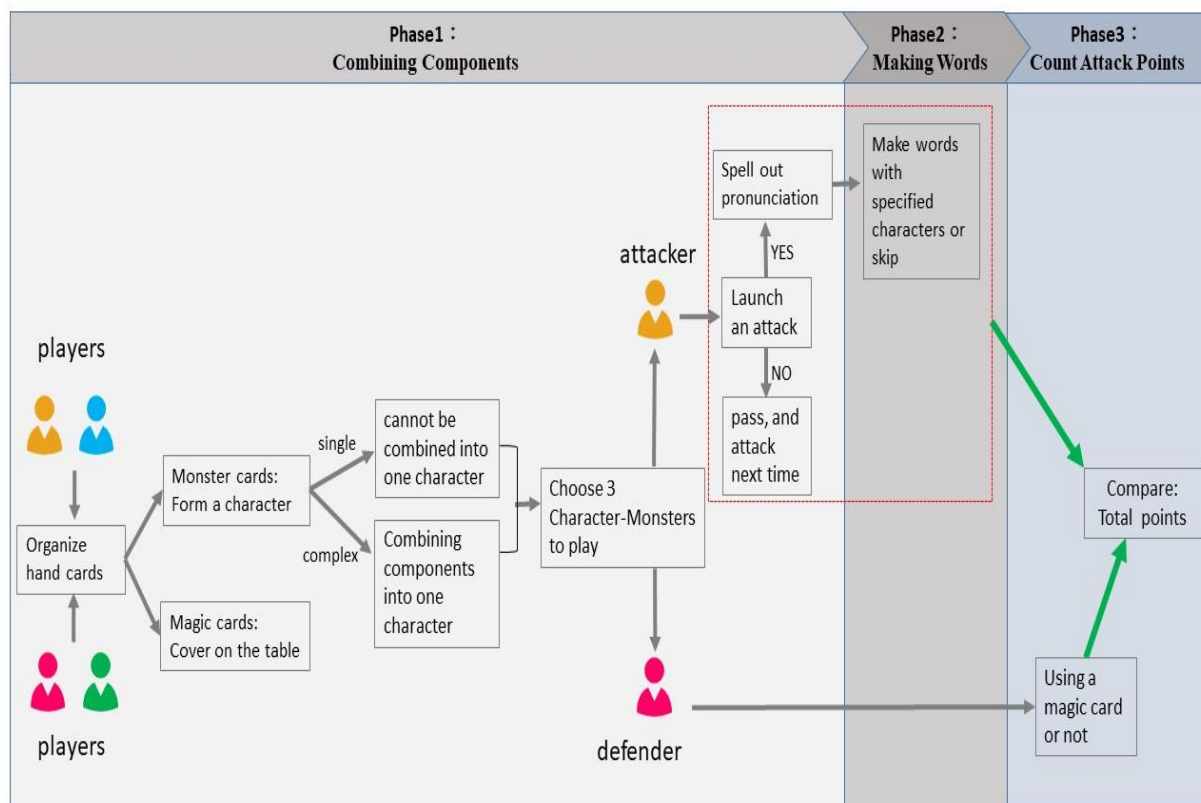 Phase1：
Combining Components
Phase2：
Making Words
Phase3：
Count Attack Points
players
Organize
hand cards
players
Monster cards:
Form a character
Magic cards:
Cover on the table
single
complex
cannot be
combined into
one character
Combining
components
into one
character
Choose 3
Character-Monsters
to play
attacker
defender
Launch
an attack
YES
Spell out
pronunciation
NO
pass, and
attack
next time
Make words
with
specified
characters or
skip
Using a
magic card
or not
Compare:
Total points